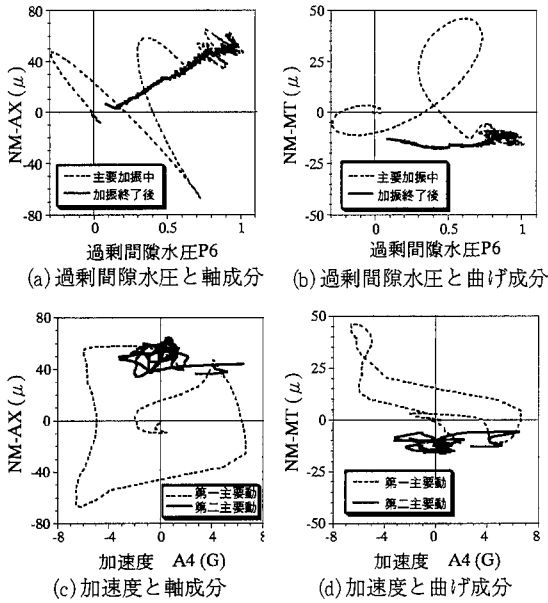 80
40
0
-40
-80
NM-AX (μ)
0 0.5 1
主要加振中
加振終了後
過剰間隙水圧P6
(a) 過剰間隙水圧と軸成分
50
25
0
-25
-50
NM-MT (μ)
0 0.5 1
主要加振中
加振終了後
過剰間隙水圧P6
(b) 過剰間隙水圧と曲げ成分
80
40
0
-40
-80
NM-AX (μ)
-8 -4 0 4 8
第一主要動
第二主要動
加速度 A4 (G)
(c) 加速度と軸成分
50
25
0
-25
-50
NM-MT (μ)
-8 -4 0 4 8
第一主要動
第二主要動
加速度 A4 (G)
(d) 加速度と曲げ成分